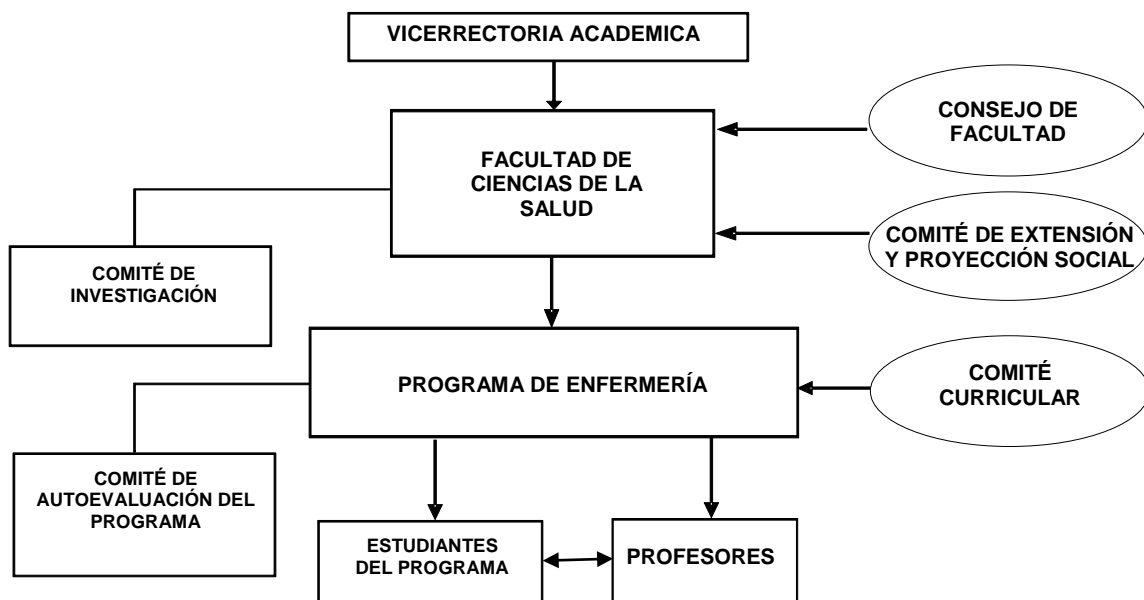 VICERRECTORIA ACADEMICA
CONSEJO DE
FACULTAD
FACULTAD DE
CIENCIAS DE LA
SALUD
COMITÉ DE EXTENSIÓN
Y PROYECCIÓN SOCIAL
COMITÉ DE
INVESTIGACIÓN
PROGRAMA DE ENFERMERÍA
COMITÉ
CURRICULAR
COMITÉ DE
AUTOEVALUACIÓN DEL
PROGRAMA
ESTUDIANTES
DEL PROGRAMA
PROFESORES